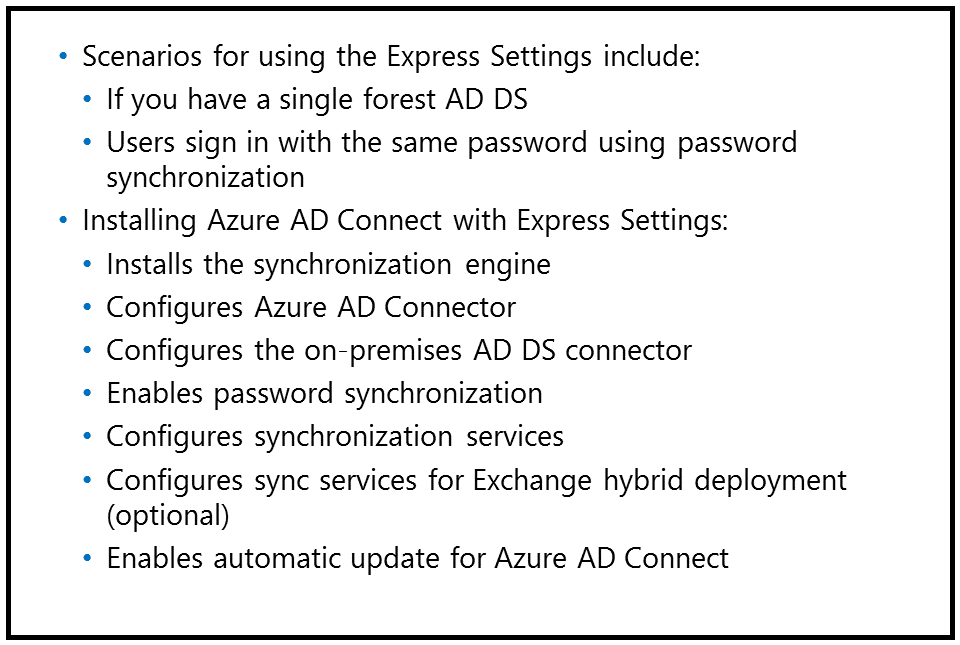 • Scenarios for using the Express Settings include:
• If you have a single forest AD DS
• Users sign in with the same password using password
synchronization
• Installing Azure AD Connect with Express Settings:
• Installs the synchronization engine
• Configures Azure AD Connector
• Configures the on-premises AD DS connector
• Enables password synchronization
• Configures synchronization services
• Configures sync services for Exchange hybrid deployment
(optional)
• Enables automatic update for Azure AD Connect